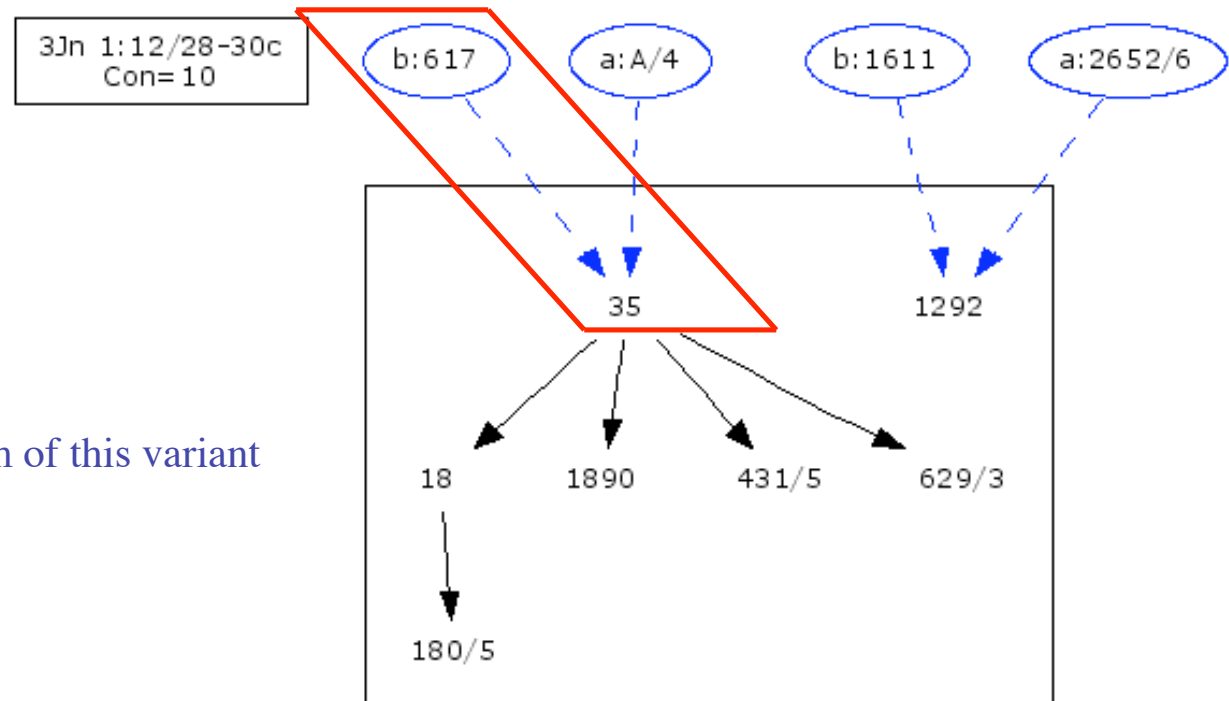 3Jn 1:12/28-30c
Con=10
b:617 a:A/4 b:1611 a:2652/6
35 1292
of this variant
18 1890 431/5 629/3
180/5